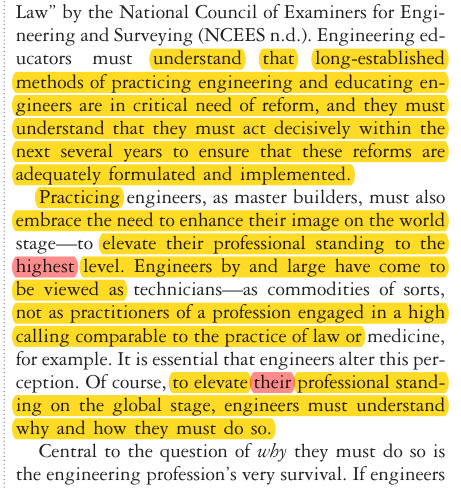 Law” by the National Council of Examiners for Engi-
neering and Surveying (NCEES n.d.). Engineering ed-
ucators must understand that long-established
methods of practicing engineering and educating en-
gineers are in critical need of reform, and they must
understand that they must act decisively within the
next several years to ensure that these reforms are
adequately formulated and implemented.
Practicing engineers, as master builders, must also
embrace the need to enhance their image on the world
stage—to elevate their professional standing to the
highest level. Engineers by and large have come to
be viewed as technicians—as commodities of sorts,
not as practitioners of a profession engaged in a high
calling comparable to the practice of law or medicine,
for example. It is essential that engineers alter this per-
ception. Of course, to elevate their professional stand-
ing on the global stage, engineers must understand
why and how they must do so.
Central to the question of why they must do so is
the engineering profession’s very survival. If engineers